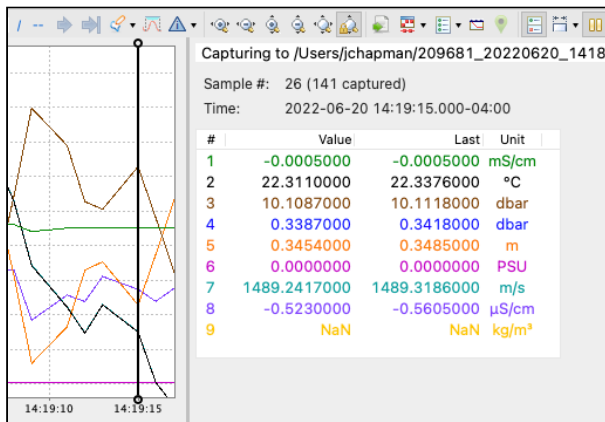 Capturing to /Users/jchapman/209681_20220620_1418
Sample #: 26 (141 captured)
Time: 2022-06-20 14:19:15.000-04:00
# Value Last Unit
1 -0.0005000 -0.0005000 mS/cm
2 22.3110000 22.3376000 °C
3 10.1087000 10.1118000 dbar
4 0.3387000 0.3418000 dbar
5 0.3454000 0.3485000 m
6 0.0000000 0.0000000 PSU
7 1489.2417000 1489.3186000 m/s
8 -0.5230000 -0.5605000 µS/cm
9 NaN NaN kg/m³
14:19:10 14:19:15